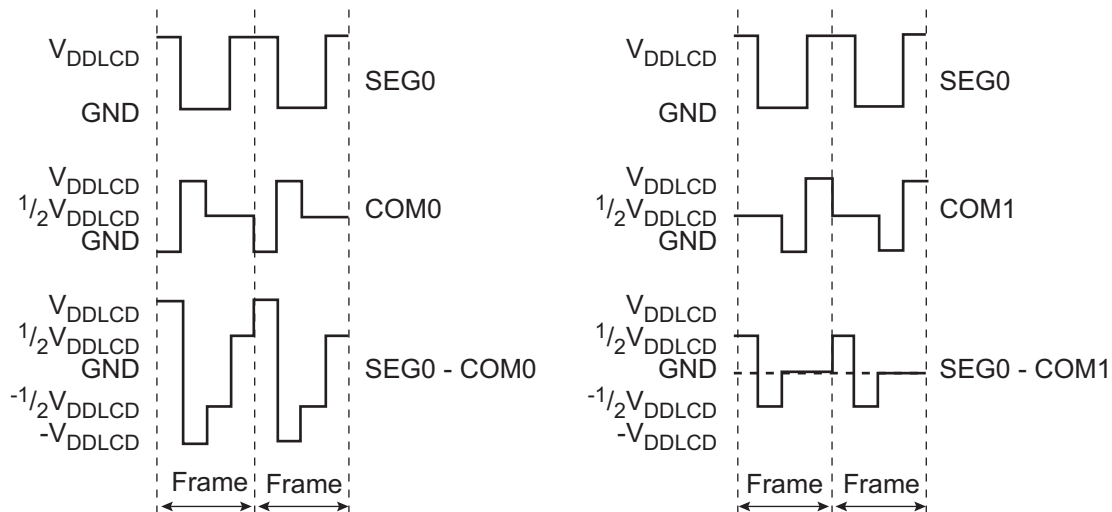 V_DDLCD
GND
SEG0
V_DDLCD
1/2V_DDLCD
GND
COM0
V_DDLCD
1/2V_DDLCD
GND
-1/2V_DDLCD
-V_DDLCD
SEG0 - COM0
Frame Frame
V_DDLCD
GND
SEG0
V_DDLCD
1/2V_DDLCD
GND
COM1
V_DDLCD
1/2V_DDLCD
GND
-1/2V_DDLCD
-V_DDLCD
SEG0 - COM1
Frame Frame